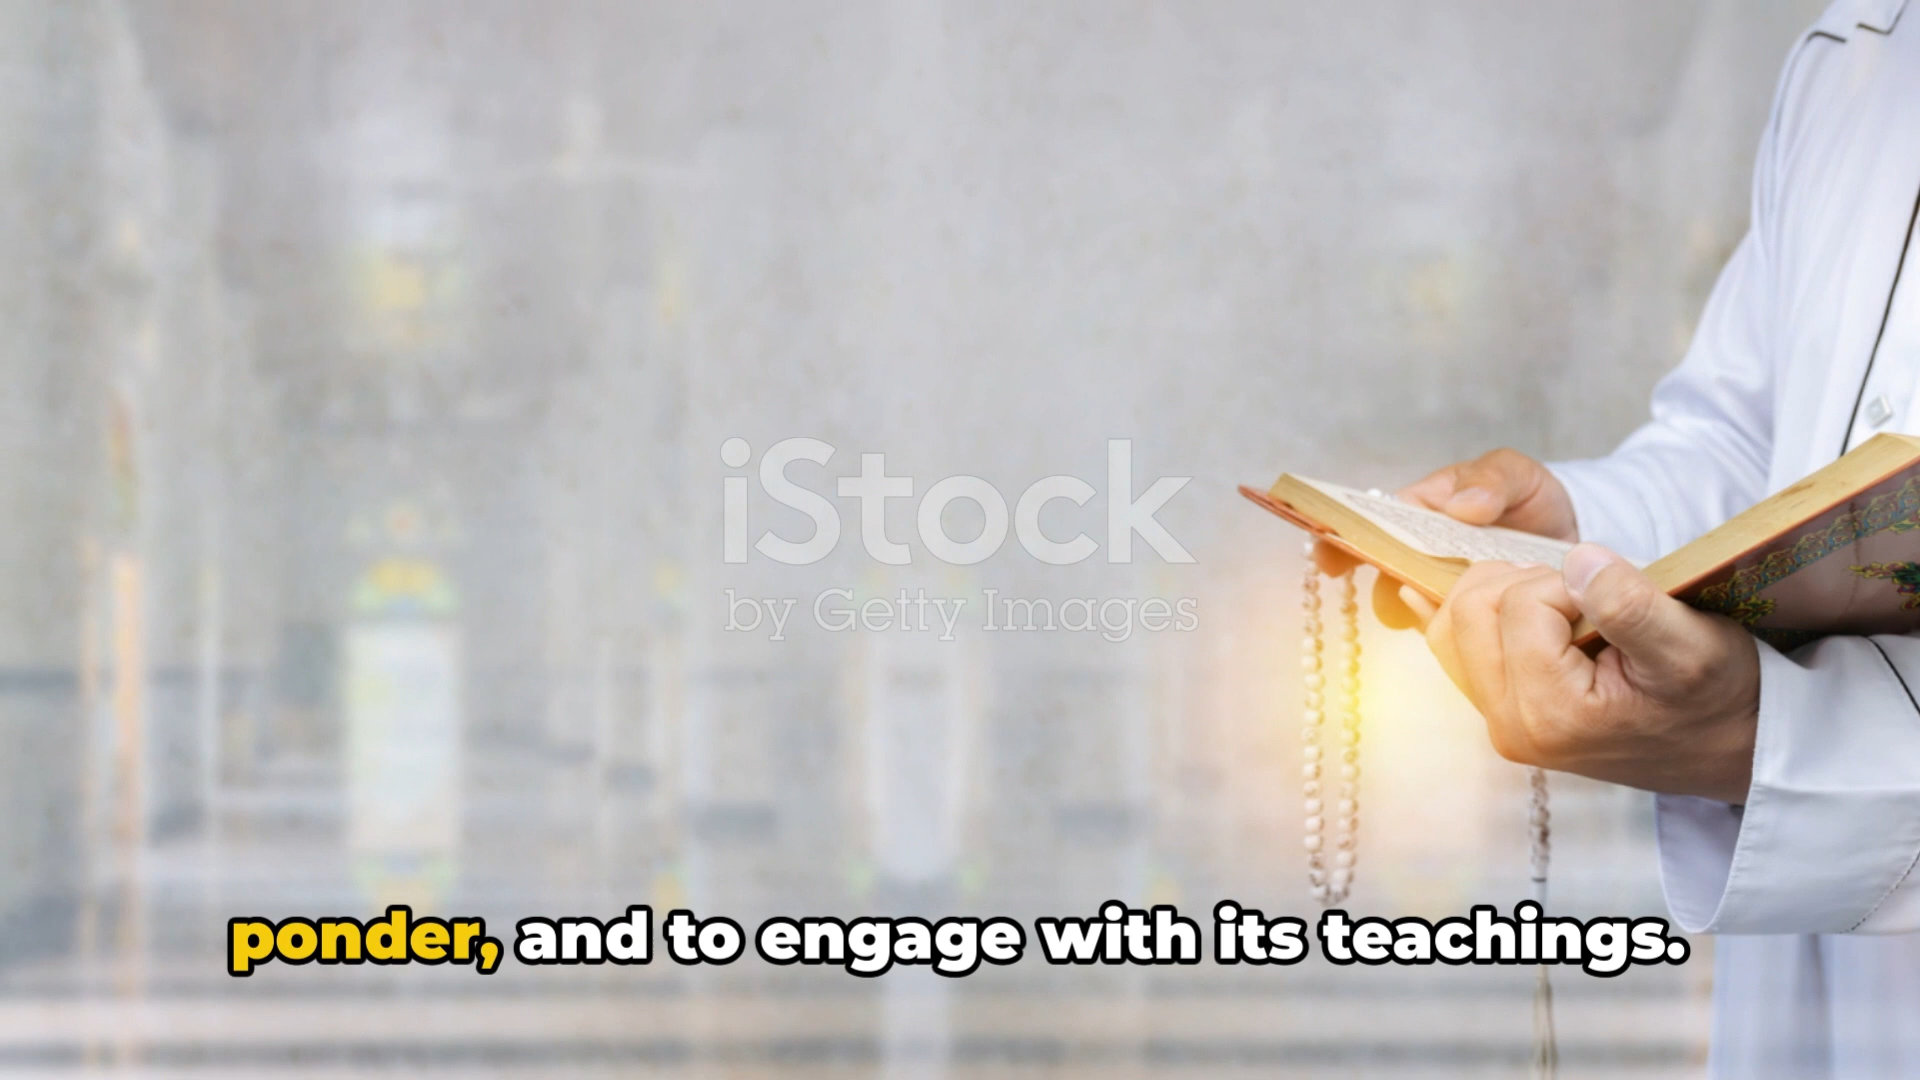 iStock
by Getty Images
ponder, and to engage with its teachings.